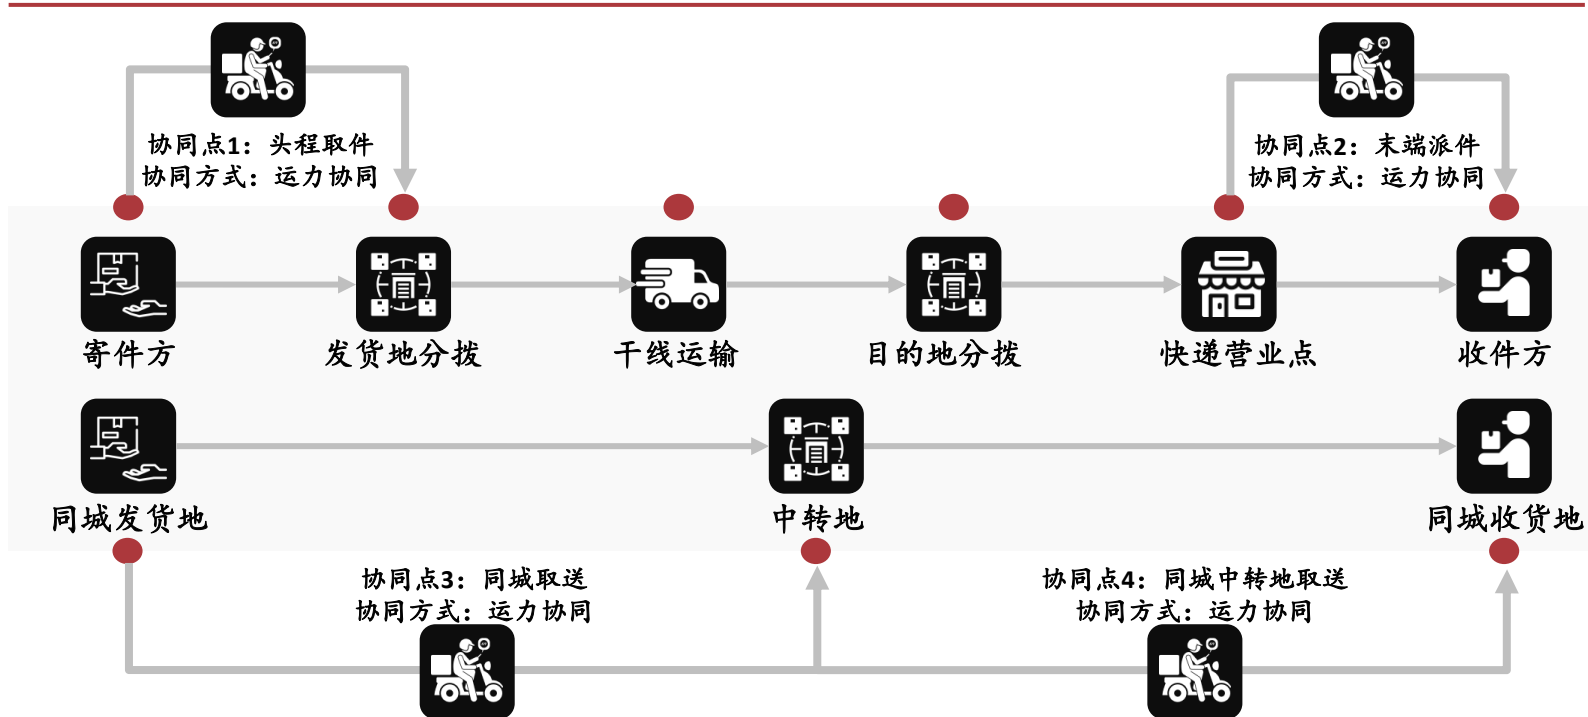 协同点1：头程取件
协同方式：运力协同
协同点2：末端派件
协同方式：运力协同
寄件方
发货地分拨
干线运输
目的地分拨
快递营业点
收件方
同城发货地
中转地
同城收货地
协同点3：同城取送
协同方式：运力协同
协同点4：同城中转地取送
协同方式：运力协同